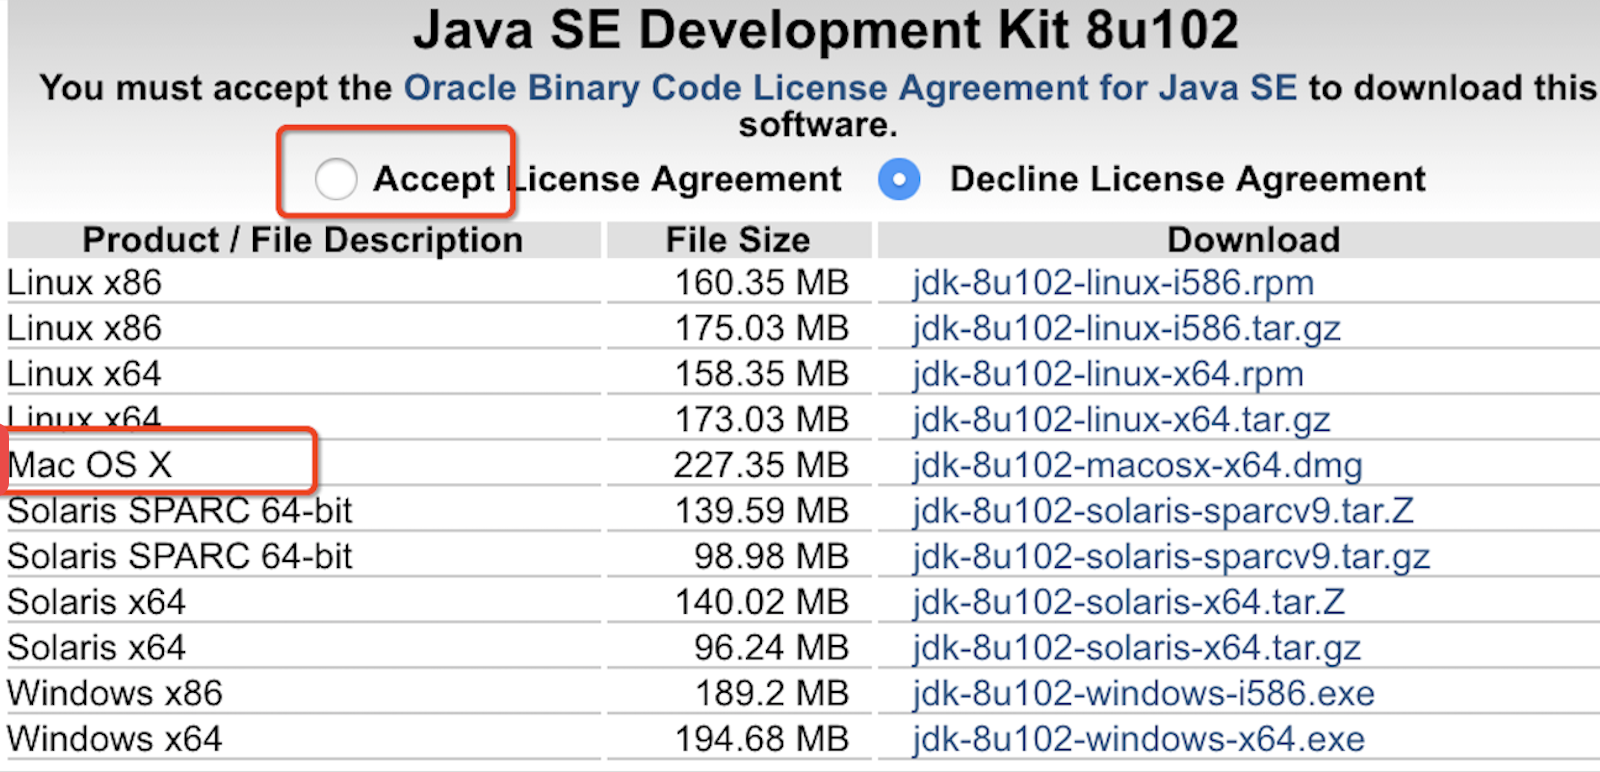 Java SE Development Kit 8u102
You must accept the Oracle Binary Code License Agreement for Java SE to download this
software.
Accept License Agreement Decline License Agreement
Product / File Description File Size Download
Linux x86 160.35 MB jdk-8u102-linux-i586.rpm
Linux x86 175.03 MB jdk-8u102-linux-i586.tar.gz
Linux x64 158.35 MB jdk-8u102-linux-x64.rpm
Linux x64 173.03 MB jdk-8u102-linux-x64.tar.gz
Mac OS X 227.35 MB jdk-8u102-macosx-x64.dmg
Solaris SPARC 64-bit 139.59 MB jdk-8u102-solaris-sparcv9.tar.Z
Solaris SPARC 64-bit 98.98 MB jdk-8u102-solaris-sparcv9.tar.gz
Solaris x64 140.02 MB jdk-8u102-solaris-x64.tar.Z
Solaris x64 96.24 MB jdk-8u102-solaris-x64.tar.gz
Windows x86 189.2 MB jdk-8u102-windows-i586.exe
Windows x64 194.68 MB jdk-8u102-windows-x64.exe